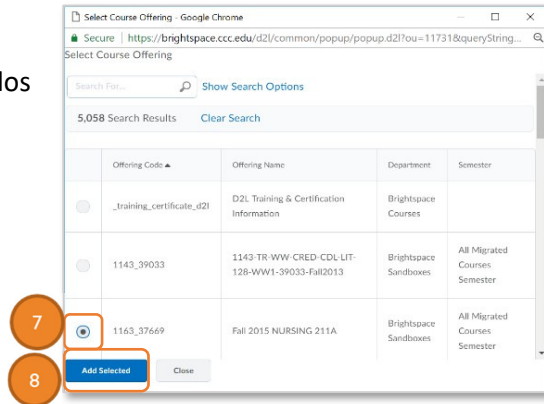 Select Course Offering - Google Chrome
Secure | https://brightspace.ccc.edu/d2l/common/popup/popup.d2l?ou=11731&queryString...
Select Course Offering
los
Search For... Show Search Options
5,058 Search Results Clear Search
Offering Code Offering Name Department Semester
_training_certificate_d2l
D2L Training & Certification
Information
Brightspace
Courses
1143_39033
1143-TR-WW-CRED-CDL-LIT-
128-WW1-39033-Fall2013
Brightspace
Sandboxes
All Migrated
Courses
Semester
7
1163_37669
Fall 2015 NURSING 211A
Brightspace
Sandboxes
All Migrated
Courses
Semester
8
Add Selected Close